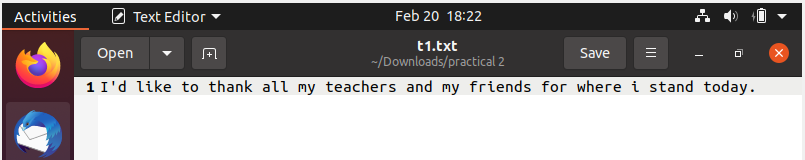 Activities Text Editor Feb 20 18:22
Open t1.txt Save
~/Downloads/practical 2
1 I'd like to thank all my teachers and my friends for where i stand today.